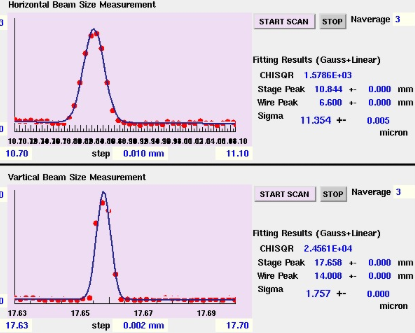 Horizontal Beam Size Measurement
START SCAN STOP Naverage 3
3
Fitting Results (Gauss+Linear)
CHISQR 1.5786E+03
Stage Peak 10.844 +- 0.000 mm
Wire Peak 6.600 +- 0.000 mm
Sigma 11.354 +- 0.005
micron
0
10.70 step 0.010 mm 11.10
Vartical Beam Size Measurement
START SCAN STOP Naverage 3
0
Fitting Results (Gauss+Linear)
CHISQR 2.4561E+04
Stage Peak 17.658 +- 0.000 mm
Wire Peak 14.008 +- 0.000 mm
Sigma 1.757 +- 0.000
micron
0
17.63 17.65 17.67 17.69
17.63 step 0.002 mm 17.70